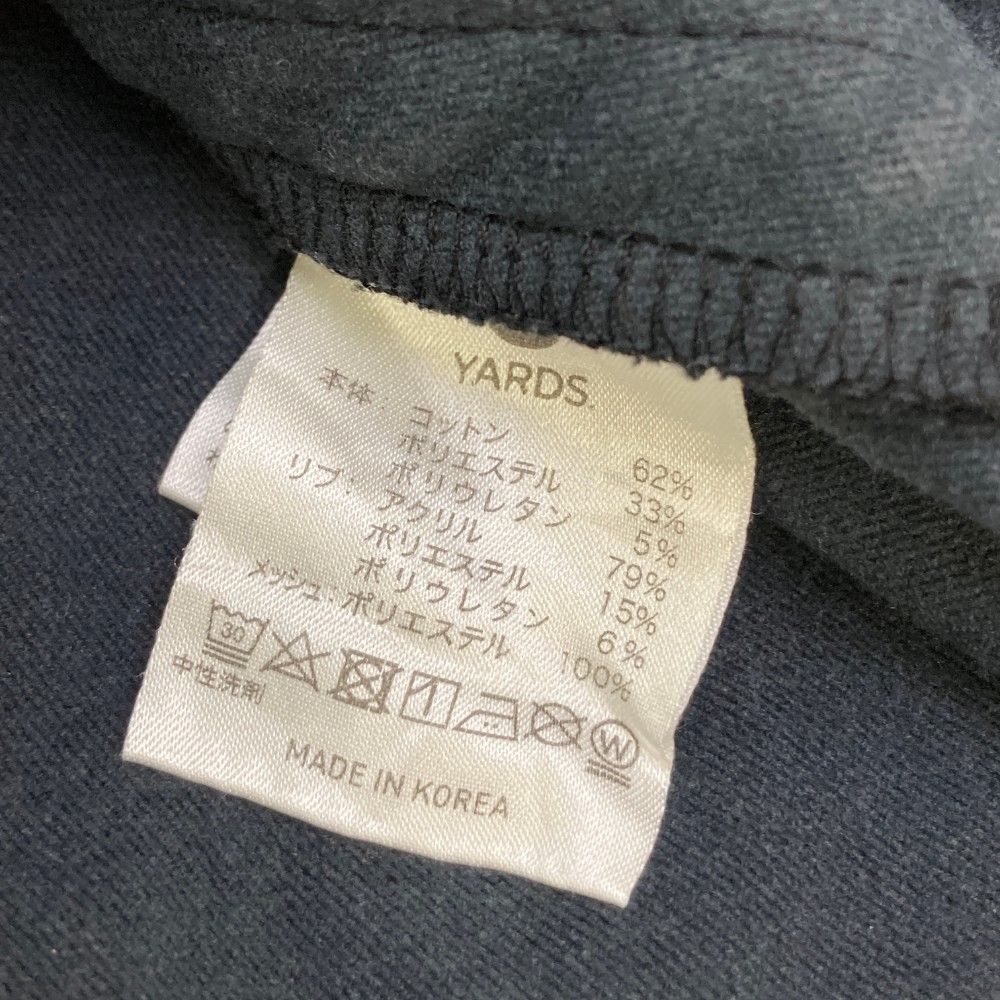 YARDS.
本体：コットン 62%
ポリエステル 33%
ポリウレタン 5%
リブ：アクリル 79%
ポリエステル 15%
ポリウレタン 6%
メッシュ：ポリエステル 100%
30
W
中性洗剤
MADE IN KOREA